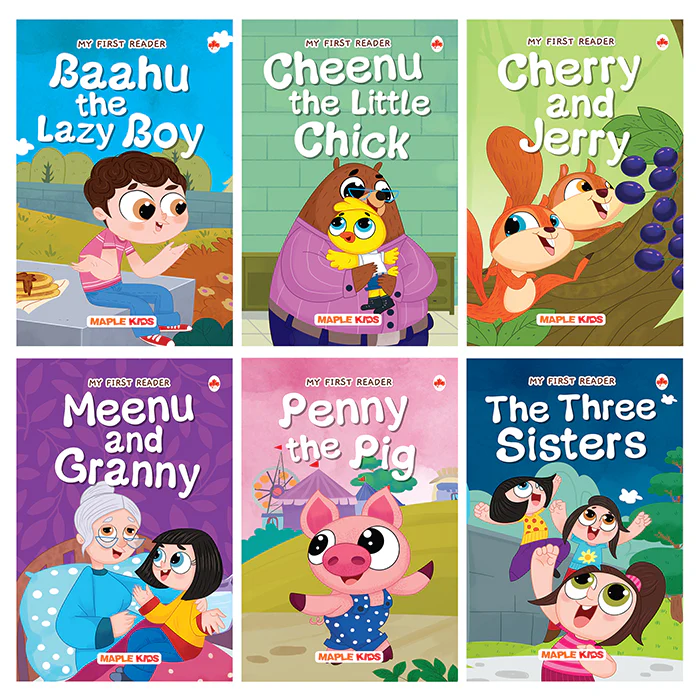 MY FIRST READER
Baahu
the
Lazy Boy
MAPLE KIDS
MY FIRST READER
Cheenu
the Little
Chick
MAPLE KIDS
MY FIRST READER
Cherry
and
Jerry
MAPLE KIDS
MY FIRST READER
Meenu
and
Granny
MAPLE KIDS
MY FIRST READER
Penny
the Pig
MAPLE KIDS
MY FIRST READER
The Three
Sisters
MAPLE KIDS